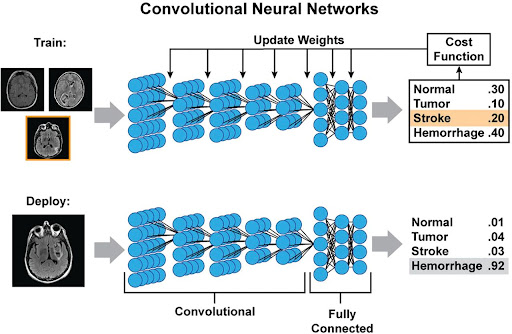 Convolutional Neural Networks
Train:
Update Weights
Cost
Function
Normal .30
Tumor .10
Stroke .20
Hemorrhage .40
Deploy:
Normal .01
Tumor .04
Stroke .03
Hemorrhage .92
Convolutional
Fully
Connected